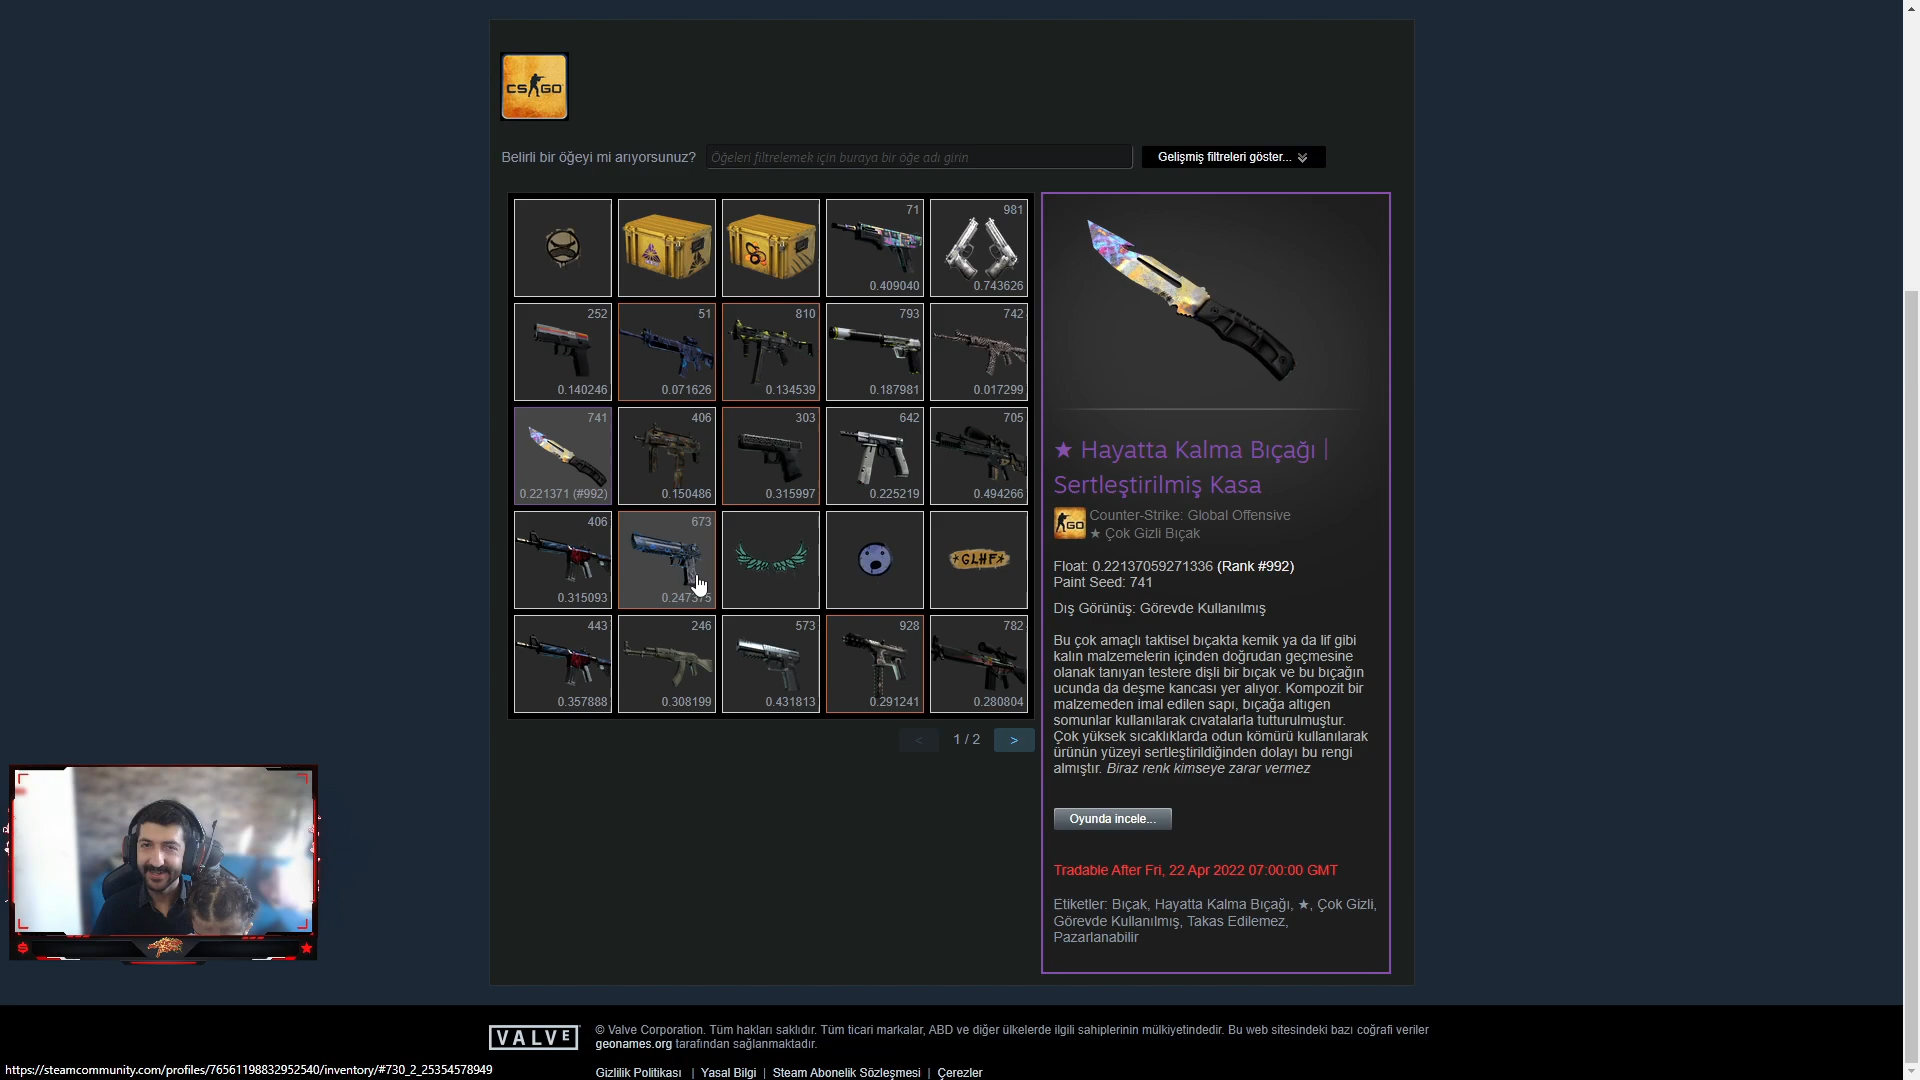 CS GO
Belirli bir öğeyi mi arıyorsunuz?
Öğeleri filtrelemek için buraya bir öğe adı girin
Gelişmiş filtreleri göster...
71
0.409040
981
0.743626
252
0.140246
51
0.071626
810
0.134539
793
0.187981
742
0.017299
741
0.221371 (#992)
406
0.150486
303
0.315997
642
0.225219
705
0.494266
406
0.315093
673
0.247375
GLHF
443
0.357888
246
0.308199
573
0.431813
928
0.291241
782
0.280804
<
1 / 2
>
★ Hayatta Kalma Bıçağı |
Sertleştirilmiş Kasa
GO
Counter-Strike: Global Offensive
★ Çok Gizli Bıçak
Float: 0.22137059271336 (Rank #992)
Paint Seed: 741
Dış Görünüş: Görevde Kullanılmış
Bu çok amaçlı taktisel bıçakta kemik ya da lif gibi
kalın malzemelerin içinden doğrudan geçmesine
olanak tanıyan testere dişli bir bıçak ve bu bıçağın
ucunda da deşme kancası yer alıyor. Kompozit bir
malzemeden imal edilen sapı, bıçağa altıgen
somunlar kullanılarak cıvatalarla tutturulmuştur.
Çok yüksek sıcaklıklarda odun kömürü kullanılarak
ürünün yüzeyi sertleştirildiğinden dolayı bu rengi
almıştır. Biraz renk kimseye zarar vermez
Oyunda incele...
Tradable After Fri, 22 Apr 2022 07:00:00 GMT
Etiketler: Bıçak, Hayatta Kalma Bıçağı, ★, Çok Gizli,
Görevde Kullanılmış, Takas Edilemez,
Pazarlanabilir
VALVE
© Valve Corporation. Tüm hakları saklıdır. Tüm ticari markalar, ABD ve diğer ülkelerde ilgili sahiplerinin mülkiyetindedir. Bu web sitesindeki bazı coğrafi veriler
geonames.org tarafından sağlanmaktadır.
Gizlilik Politikası | Yasal Bilgi | Steam Abonelik Sözleşmesi | Çerezler
https://steamcommunity.com/profiles/76561198832952540/inventory/#730_2_25354578949